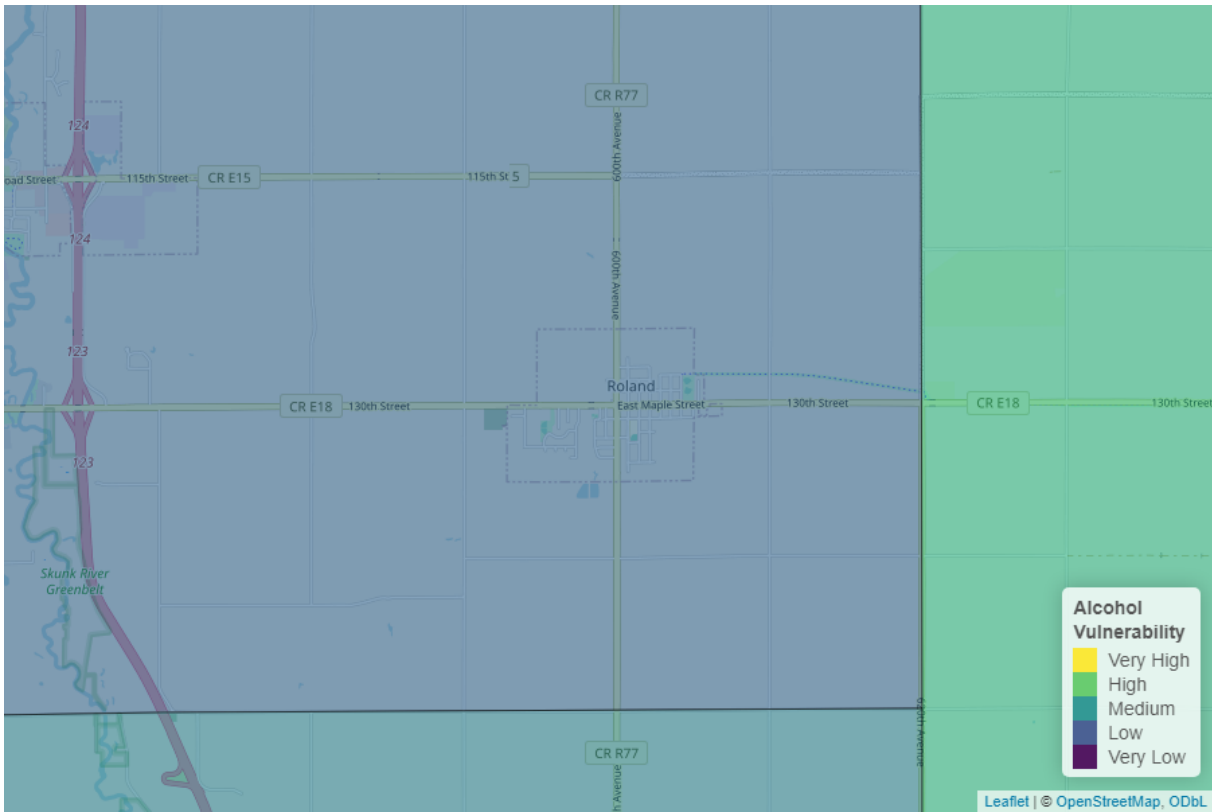 CR R77
124
600th Avenue
oad Street
115th Street
CR E15
115th St
5
124
600th Avenue
123
Roland
CR E18
130th Street
East Maple Street
130th Street
CR E18
130th Street
123
Skunk River
Greenbelt
Alcohol
Vulnerability
Very High
High
Medium
Low
Very Low
620th Avenue
CR R77
h Avenue
Leaflet | © OpenStreetMap, ODbL